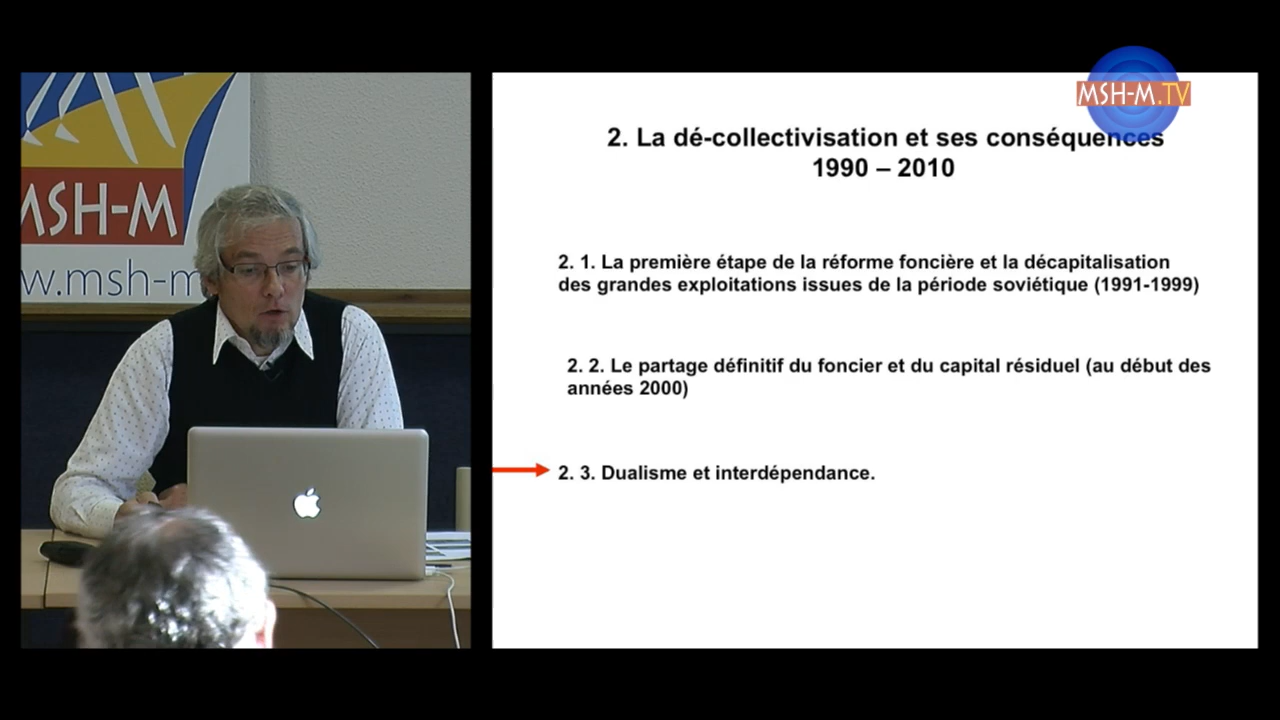 MSH-M
w.msh-m
MSH-M.TV
2. La dé-collectivisation et ses conséquences
1990 – 2010
2. 1. La première étape de la réforme foncière et la décapitalisation
des grandes exploitations issues de la période soviétique (1991-1999)
2. 2. Le partage définitif du foncier et du capital résiduel (au début des
années 2000)
2. 3. Dualisme et interdépendance.